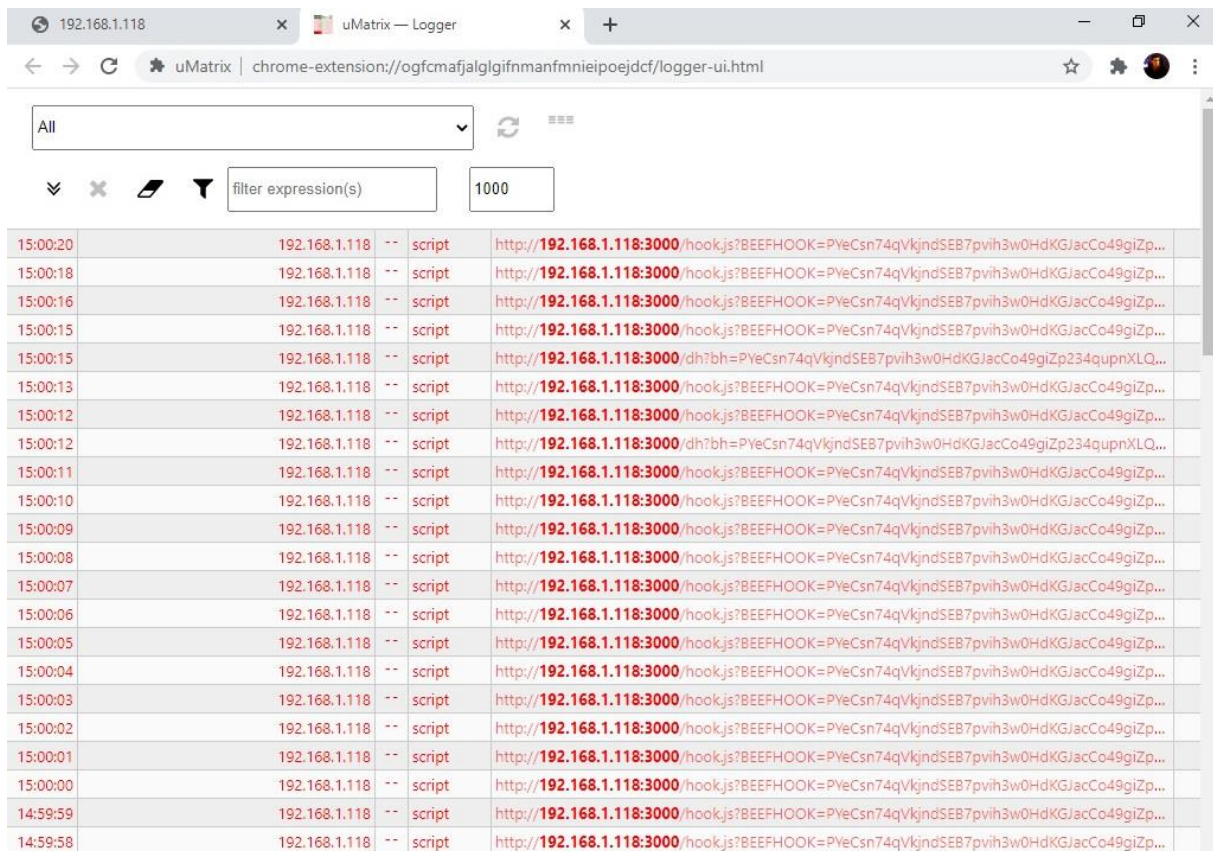 192.168.1.118
uMatrix — Logger
uMatrix | chrome-extension://ogfcmafjalglgifnmanfmnieipoejdcf/logger-ui.html
All
filter expression(s) 1000
15:00:20 192.168.1.118 -- script http://192.168.1.118:3000/hook.js?BEEFHOOK=PYeCsn74qVkjndSEB7pvih3w0HdKGJacCo49giZp...
15:00:18 192.168.1.118 -- script http://192.168.1.118:3000/hook.js?BEEFHOOK=PYeCsn74qVkjndSEB7pvih3w0HdKGJacCo49giZp...
15:00:16 192.168.1.118 -- script http://192.168.1.118:3000/hook.js?BEEFHOOK=PYeCsn74qVkjndSEB7pvih3w0HdKGJacCo49giZp...
15:00:15 192.168.1.118 -- script http://192.168.1.118:3000/hook.js?BEEFHOOK=PYeCsn74qVkjndSEB7pvih3w0HdKGJacCo49giZp...
15:00:15 192.168.1.118 -- script http://192.168.1.118:3000/dh?bh=PYeCsn74qVkjndSEB7pvih3w0HdKGJacCo49giZp234qupnXLQ...
15:00:13 192.168.1.118 -- script http://192.168.1.118:3000/hook.js?BEEFHOOK=PYeCsn74qVkjndSEB7pvih3w0HdKGJacCo49giZp...
15:00:12 192.168.1.118 -- script http://192.168.1.118:3000/hook.js?BEEFHOOK=PYeCsn74qVkjndSEB7pvih3w0HdKGJacCo49giZp...
15:00:12 192.168.1.118 -- script http://192.168.1.118:3000/dh?bh=PYeCsn74qVkjndSEB7pvih3w0HdKGJacCo49giZp234qupnXLQ...
15:00:11 192.168.1.118 -- script http://192.168.1.118:3000/hook.js?BEEFHOOK=PYeCsn74qVkjndSEB7pvih3w0HdKGJacCo49giZp...
15:00:10 192.168.1.118 -- script http://192.168.1.118:3000/hook.js?BEEFHOOK=PYeCsn74qVkjndSEB7pvih3w0HdKGJacCo49giZp...
15:00:09 192.168.1.118 -- script http://192.168.1.118:3000/hook.js?BEEFHOOK=PYeCsn74qVkjndSEB7pvih3w0HdKGJacCo49giZp...
15:00:08 192.168.1.118 -- script http://192.168.1.118:3000/hook.js?BEEFHOOK=PYeCsn74qVkjndSEB7pvih3w0HdKGJacCo49giZp...
15:00:07 192.168.1.118 -- script http://192.168.1.118:3000/hook.js?BEEFHOOK=PYeCsn74qVkjndSEB7pvih3w0HdKGJacCo49giZp...
15:00:06 192.168.1.118 -- script http://192.168.1.118:3000/hook.js?BEEFHOOK=PYeCsn74qVkjndSEB7pvih3w0HdKGJacCo49giZp...
15:00:05 192.168.1.118 -- script http://192.168.1.118:3000/hook.js?BEEFHOOK=PYeCsn74qVkjndSEB7pvih3w0HdKGJacCo49giZp...
15:00:04 192.168.1.118 -- script http://192.168.1.118:3000/hook.js?BEEFHOOK=PYeCsn74qVkjndSEB7pvih3w0HdKGJacCo49giZp...
15:00:03 192.168.1.118 -- script http://192.168.1.118:3000/hook.js?BEEFHOOK=PYeCsn74qVkjndSEB7pvih3w0HdKGJacCo49giZp...
15:00:02 192.168.1.118 -- script http://192.168.1.118:3000/hook.js?BEEFHOOK=PYeCsn74qVkjndSEB7pvih3w0HdKGJacCo49giZp...
15:00:01 192.168.1.118 -- script http://192.168.1.118:3000/hook.js?BEEFHOOK=PYeCsn74qVkjndSEB7pvih3w0HdKGJacCo49giZp...
15:00:00 192.168.1.118 -- script http://192.168.1.118:3000/hook.js?BEEFHOOK=PYeCsn74qVkjndSEB7pvih3w0HdKGJacCo49giZp...
14:59:59 192.168.1.118 -- script http://192.168.1.118:3000/hook.js?BEEFHOOK=PYeCsn74qVkjndSEB7pvih3w0HdKGJacCo49giZp...
14:59:58 192.168.1.118 -- script http://192.168.1.118:3000/hook.js?BEEFHOOK=PYeCsn74qVkjndSEB7pvih3w0HdKGJacCo49giZp...